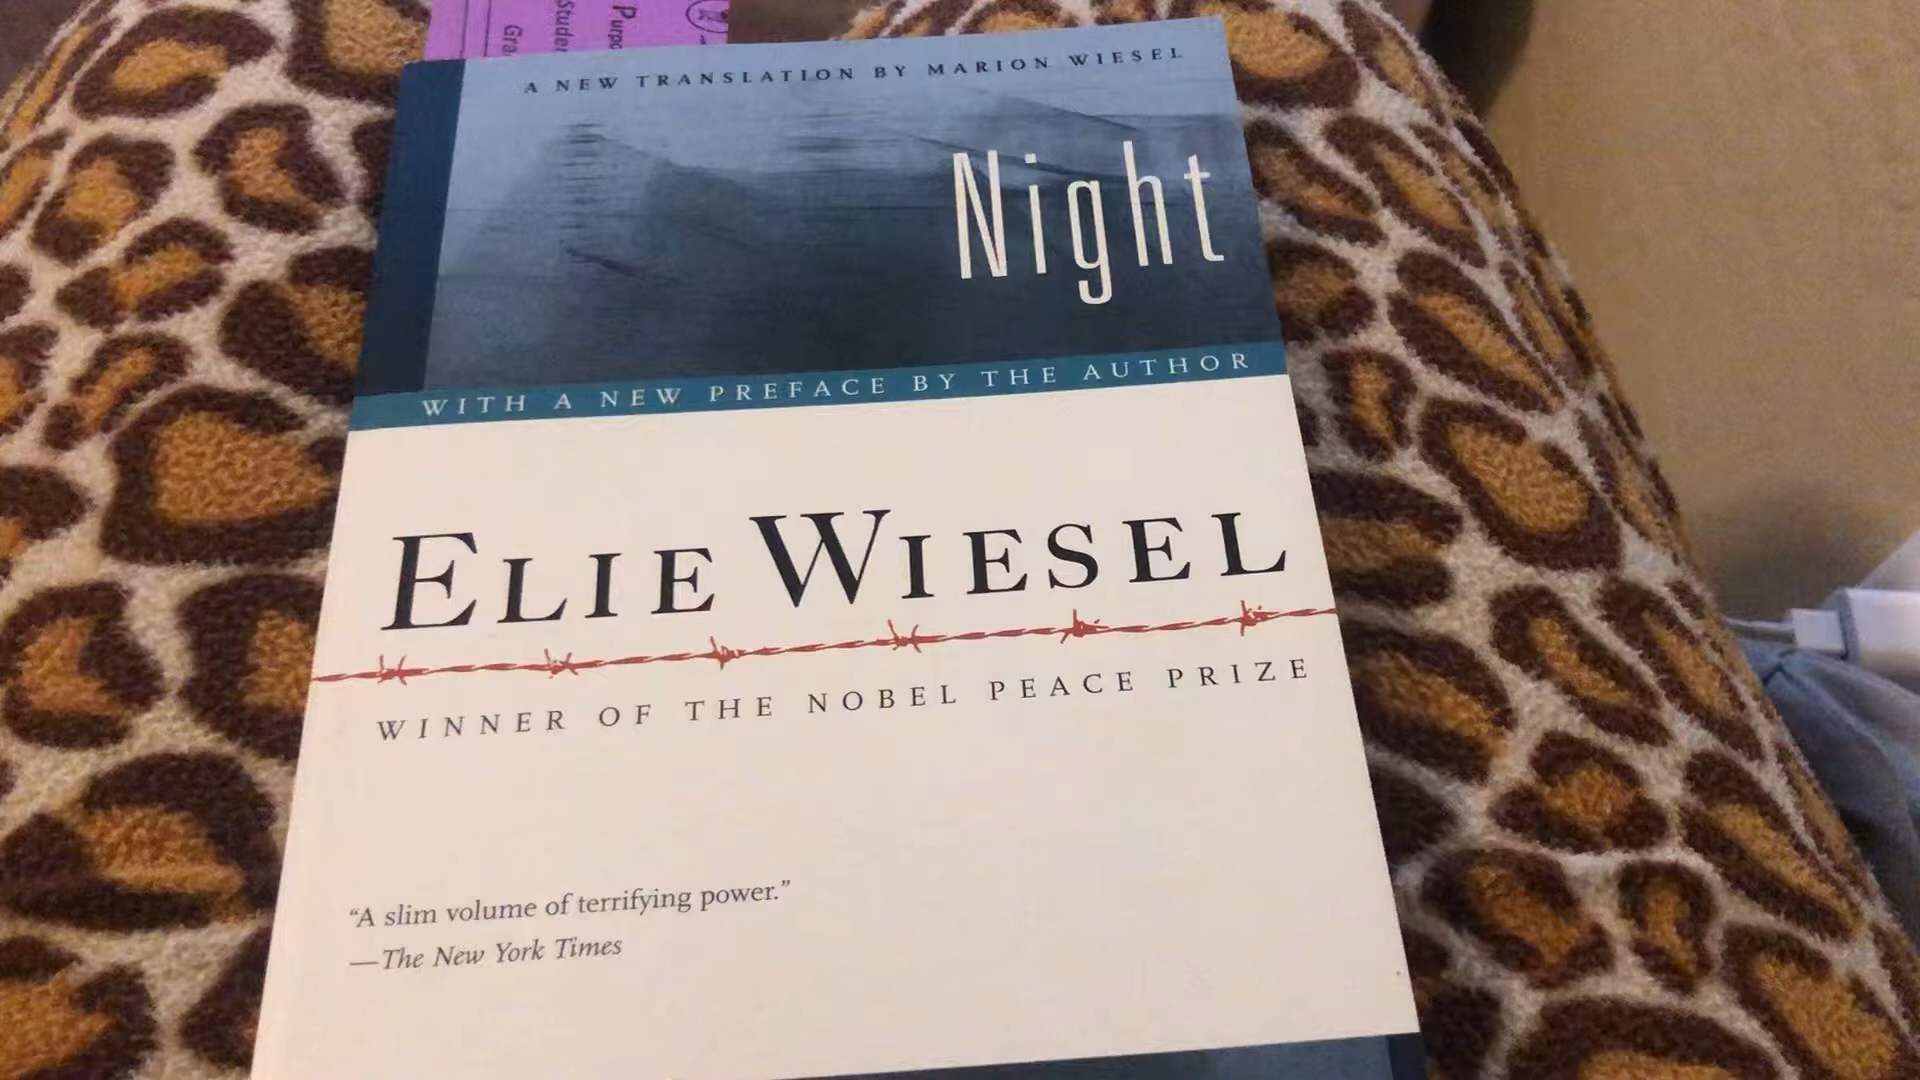 A NEW TRANSLATION BY MARION WIESEL
Night
WITH A NEW PREFACE BY THE AUTHOR
ELIE WIESEL
WINNER OF THE NOBEL PEACE PRIZE
“A slim volume of terrifying power.”
—The New York Times